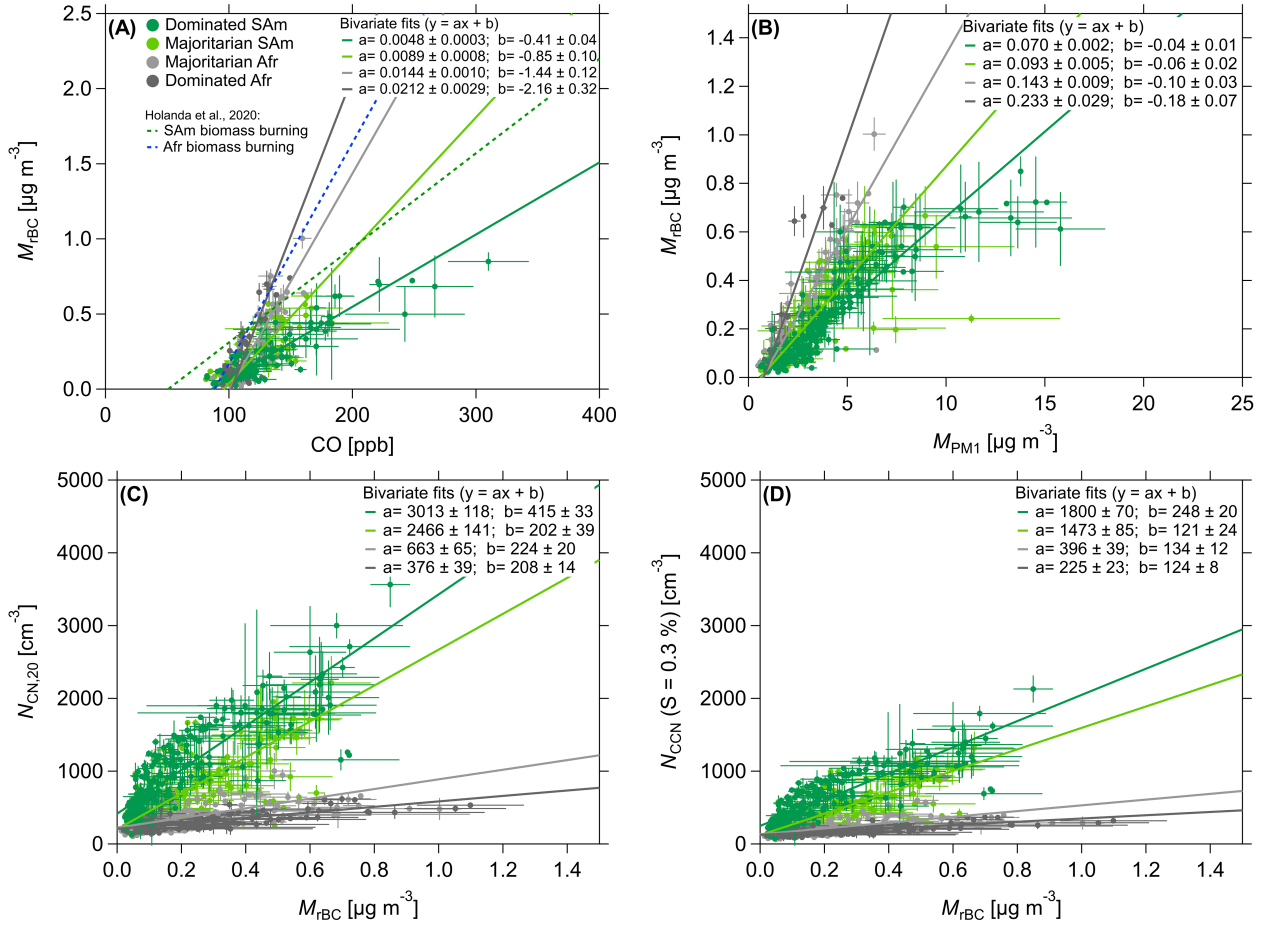 (A)
Dominated SAm
Majoritarian SAm
Majoritarian Afr
Dominated Afr
Holanda et al., 2020:
SAm biomass burning
Afr biomass burning
Bivariate fits (y = ax + b)
a= 0.0048 ± 0.0003; b= -0.41 ± 0.04
a= 0.0089 ± 0.0008; b= -0.85 ± 0.10
a= 0.0144 ± 0.0010; b= -1.44 ± 0.12
a= 0.0212 ± 0.0029; b= -2.16 ± 0.32
2.5
2.0
1.5
1.0
0.5
0.0
MrBC [µg m-3]
0 100 200 300 400
CO [ppb]
(B)
Bivariate fits (y = ax + b)
a= 0.070 ± 0.002; b= -0.04 ± 0.01
a= 0.093 ± 0.005; b= -0.06 ± 0.02
a= 0.143 ± 0.009; b= -0.10 ± 0.03
a= 0.233 ± 0.029; b= -0.18 ± 0.07
1.4
1.2
1.0
0.8
0.6
0.4
0.2
0.0
MrBC [µg m-3]
0 5 10 15 20 25
MPM1 [µg m-3]
(C)
Bivariate fits (y = ax + b)
a= 3013 ± 118; b= 415 ± 33
a= 2466 ± 141; b= 202 ± 39
a= 663 ± 65; b= 224 ± 20
a= 376 ± 39; b= 208 ± 14
5000
4000
3000
2000
1000
0
NCN,20 [cm-3]
0.0 0.2 0.4 0.6 0.8 1.0 1.2 1.4
MrBC [µg m-3]
(D)
Bivariate fits (y = ax + b)
a= 1800 ± 70; b= 248 ± 20
a= 1473 ± 85; b= 121 ± 24
a= 396 ± 39; b= 134 ± 12
a= 225 ± 23; b= 124 ± 8
5000
4000
3000
2000
1000
0
NCCN (S = 0.3 %) [cm-3]
0.0 0.2 0.4 0.6 0.8 1.0 1.2 1.4
MrBC [µg m-3]